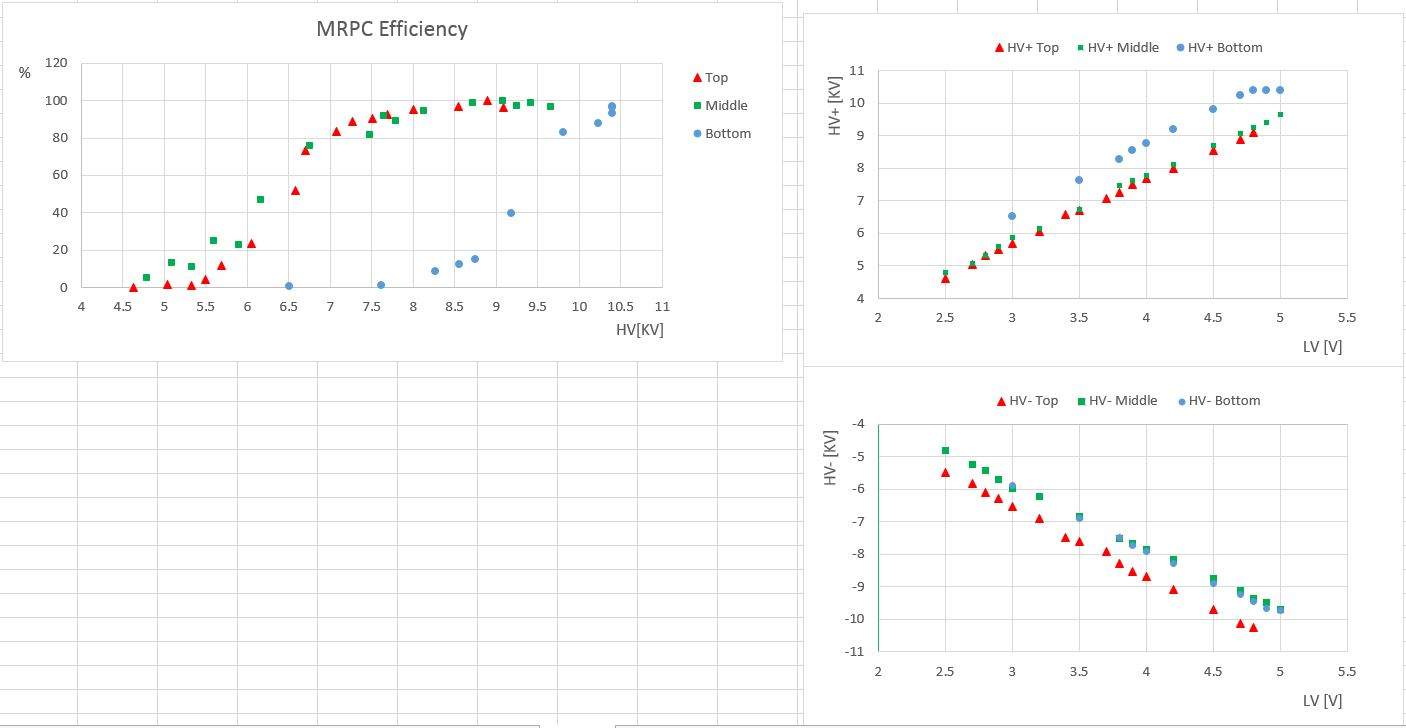 MRPC Efficiency
%
120
100
80
60
40
20
0
4 4.5 5 5.5 6 6.5 7 7.5 8 8.5 9 9.5 10 10.5 11
HV[KV]
Top
Middle
Bottom
HV+ Top HV+ Middle HV+ Bottom
HV+ [KV]
11
10
9
8
7
6
5
4
2 2.5 3 3.5 4 4.5 5 5.5
LV [V]
HV- Top HV- Middle HV- Bottom
HV- [KV]
-4
-5
-6
-7
-8
-9
-10
-11
2 2.5 3 3.5 4 4.5 5 5.5
LV [V]